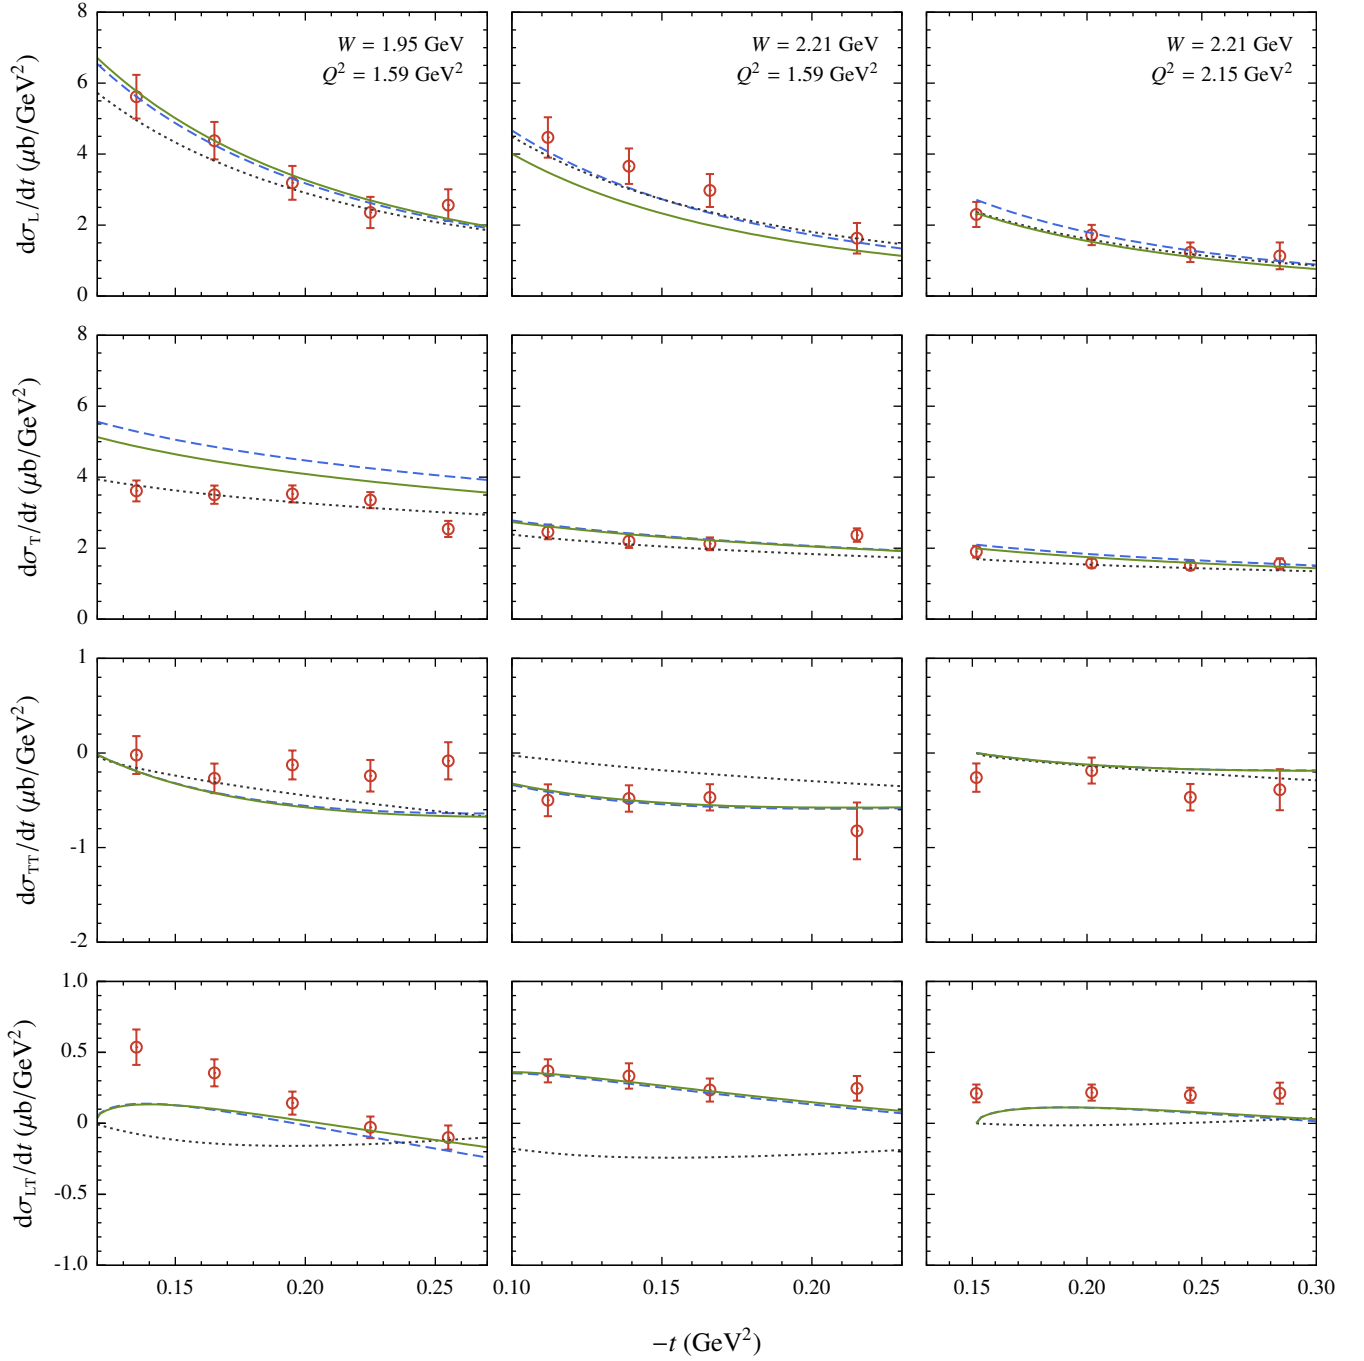 8
6
4
2
0
dσL/dt (μb/GeV²)
W = 1.95 GeV
Q² = 1.59 GeV²
W = 2.21 GeV
Q² = 1.59 GeV²
W = 2.21 GeV
Q² = 2.15 GeV²
8
6
4
2
0
dσT/dt (μb/GeV²)
1
0
-1
-2
dσTT/dt (μb/GeV²)
1.0
0.5
0
-0.5
-1.0
dσLT/dt (μb/GeV²)
0.15 0.20 0.25
0.10 0.15 0.20
0.15 0.20 0.25 0.30
−t (GeV²)